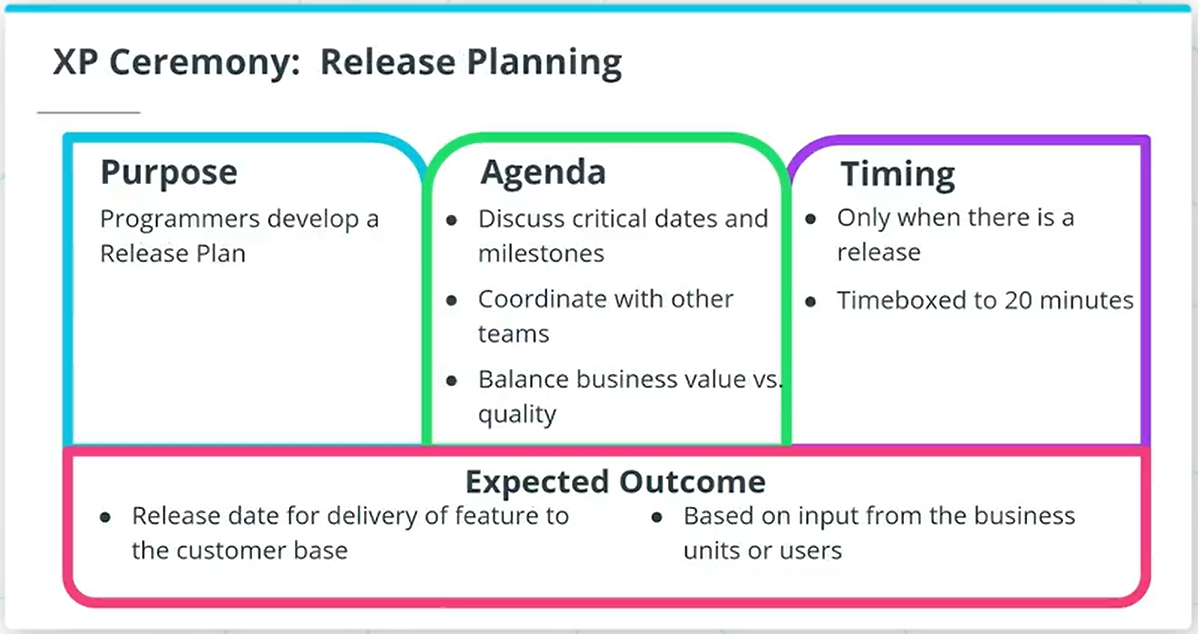 XP Ceremony: Release Planning
Purpose
Programmers develop a
Release Plan
Agenda
● Discuss critical dates and
milestones
● Coordinate with other
teams
● Balance business value vs.
quality
Timing
● Only when there is a
release
● Timeboxed to 20 minutes
Expected Outcome
● Release date for delivery of feature to
the customer base
● Based on input from the business
units or users